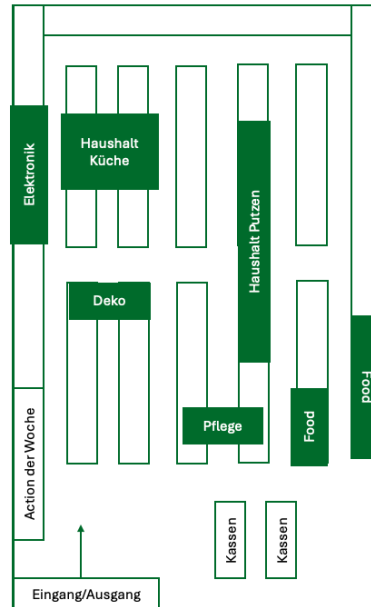 Elektronik
Haushalt
Küche
Haushalt Putzen
Deko
Food
Action der Woche
Pflege
Food
Kassen
Kassen
Eingang/Ausgang